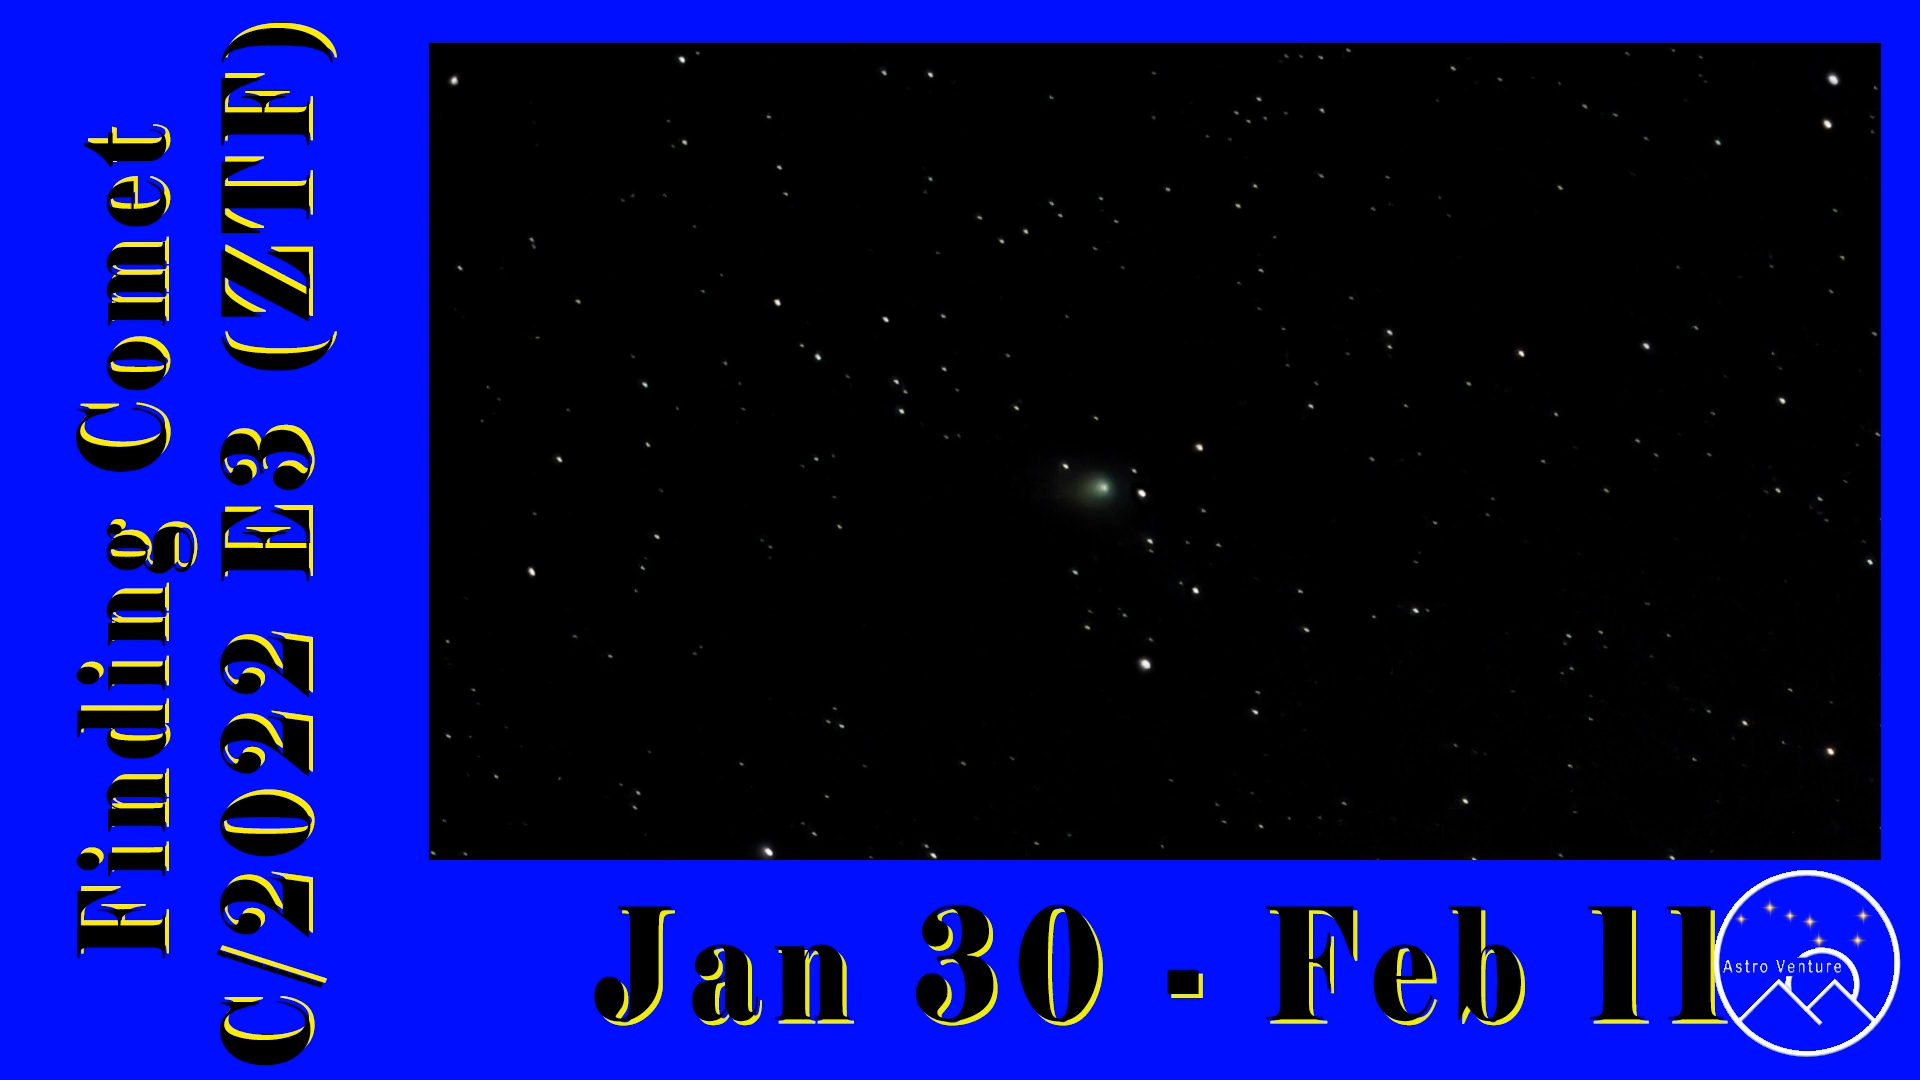 Finding Comet
C/2022 E3 (ZTF)
Jan 30 - Feb 11
Astro Venture